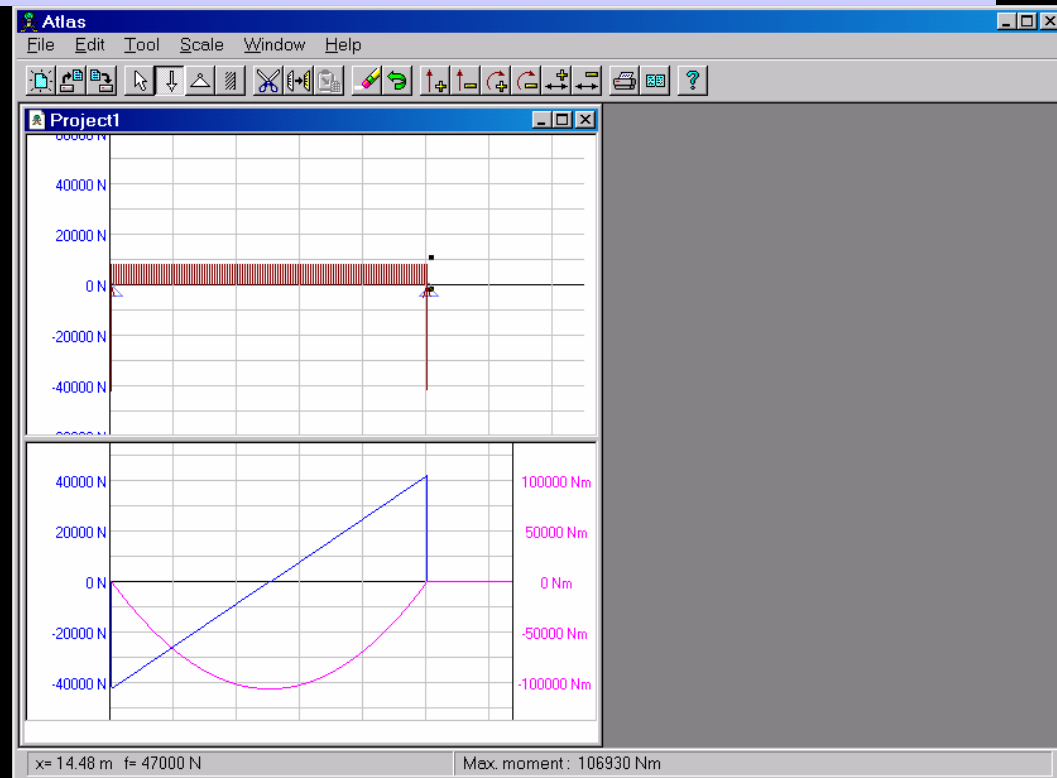 Atlas
File Edit Tool Scale Window Help
Project1
60000 N
40000 N
20000 N
0 N
-20000 N
-40000 N
40000 N
20000 N
0 N
-20000 N
-40000 N
100000 Nm
50000 Nm
0 Nm
-50000 Nm
-100000 Nm
x= 14.48 m f= 47000 N
Max. moment : 106930 Nm